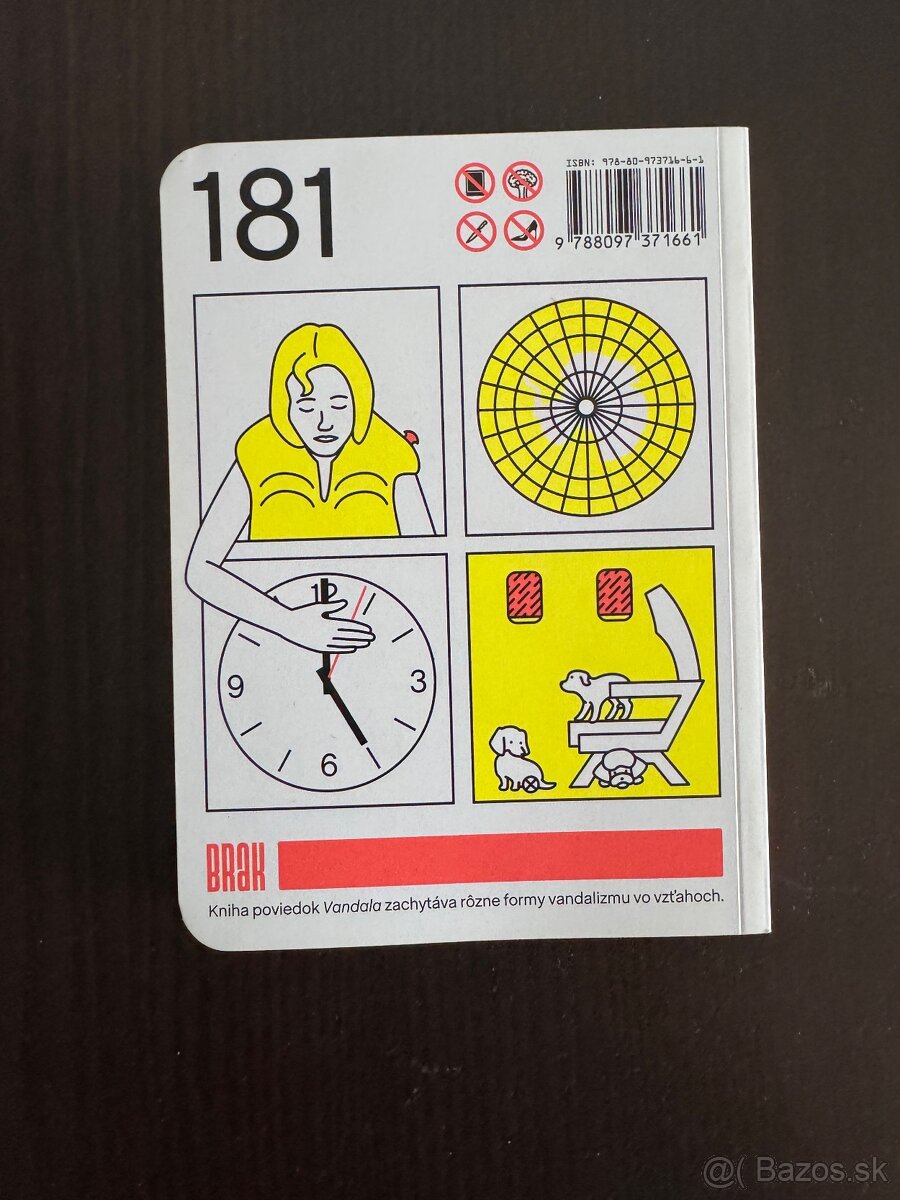 181
ISBN: 978-80-973716-6-1
9 788097 371661
12
9
3
6
BRAK
Kniha poviedok Vandala zachytáva rôzne formy vandalizmu vo vzťahoch.
@( Bazos.sk